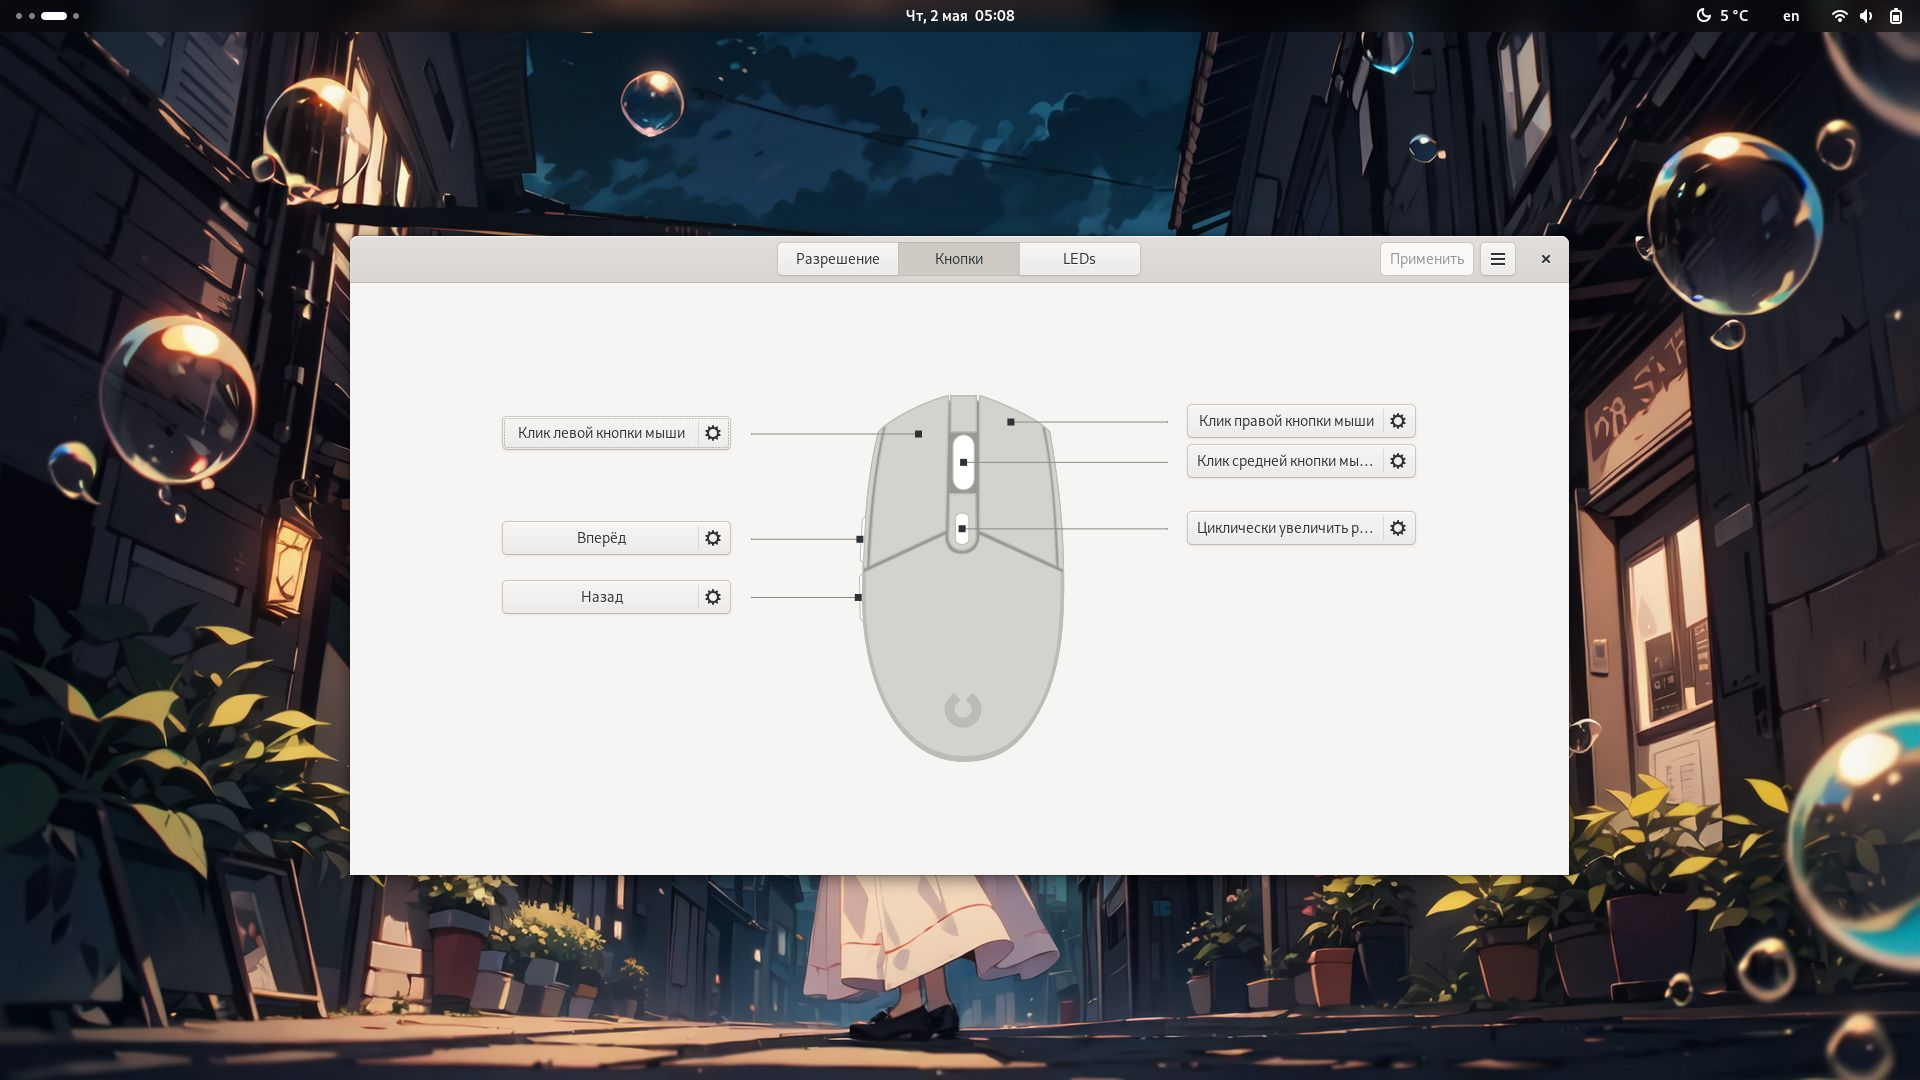 Чт, 2 мая 05:08
5 °C
en
Разрешение
Кнопки
LEDs
Применить
Клик левой кнопки мыши
Вперёд
Назад
Клик правой кнопки мыши
Клик средней кнопки мы...
Циклически увеличить р...